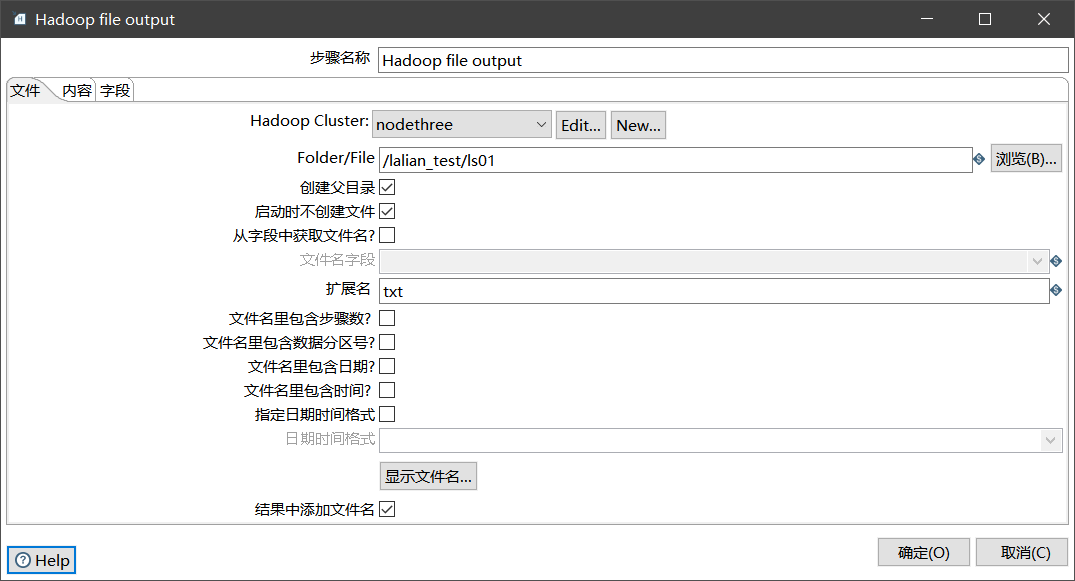 Hadoop file output
步骤名称 Hadoop file output
文件 内容 字段
Hadoop Cluster: nodethree Edit... New...
Folder/File /lalian_test/ls01 浏览(B)...
创建父目录
启动时不创建文件
从字段中获取文件名?
文件名字段
扩展名 txt
文件名里包含步骤数?
文件名里包含数据分区号?
文件名里包含日期?
文件名里包含时间?
指定日期时间格式
日期时间格式
显示文件名...
结果中添加文件名
Help 确定(O) 取消(C)